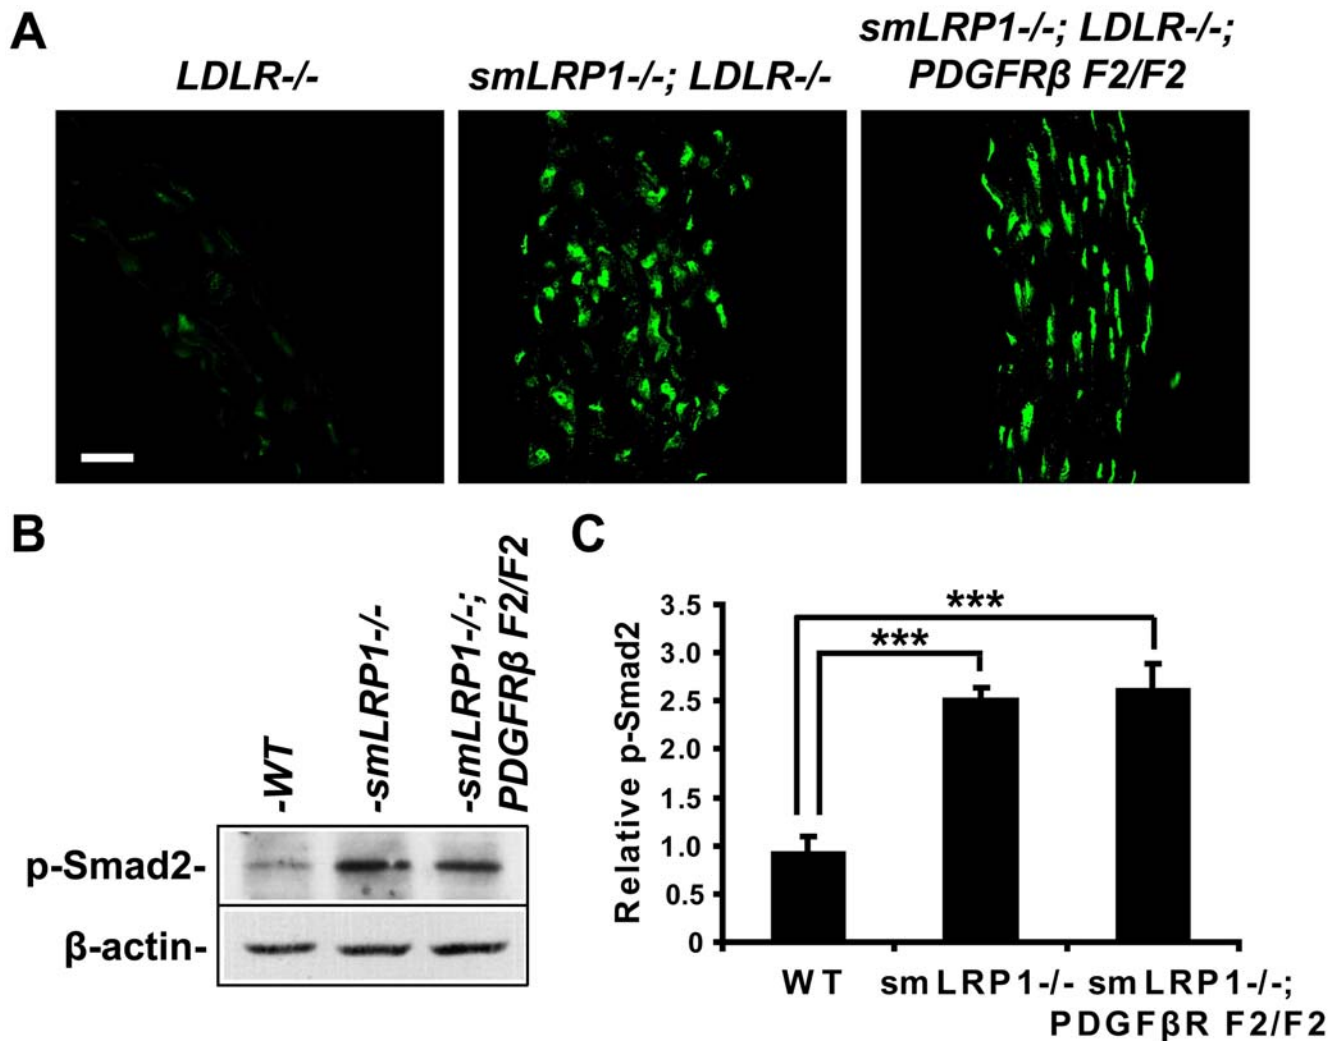 A
LDLR-/-
smLRP1-/-; LDLR-/-
smLRP1-/-; LDLR-/-;
PDGFRβ F2/F2
B
-WT
-smLRP1-/-
-smLRP1-/-;
PDGFRβ F2/F2
p-Smad2-
β-actin-
C
Relative p-Smad2
3.5
3.0
2.5
2.0
1.5
1.0
0.5
0
***
***
WT
smLRP1-/-
smLRP1-/-;
PDGFβR F2/F2